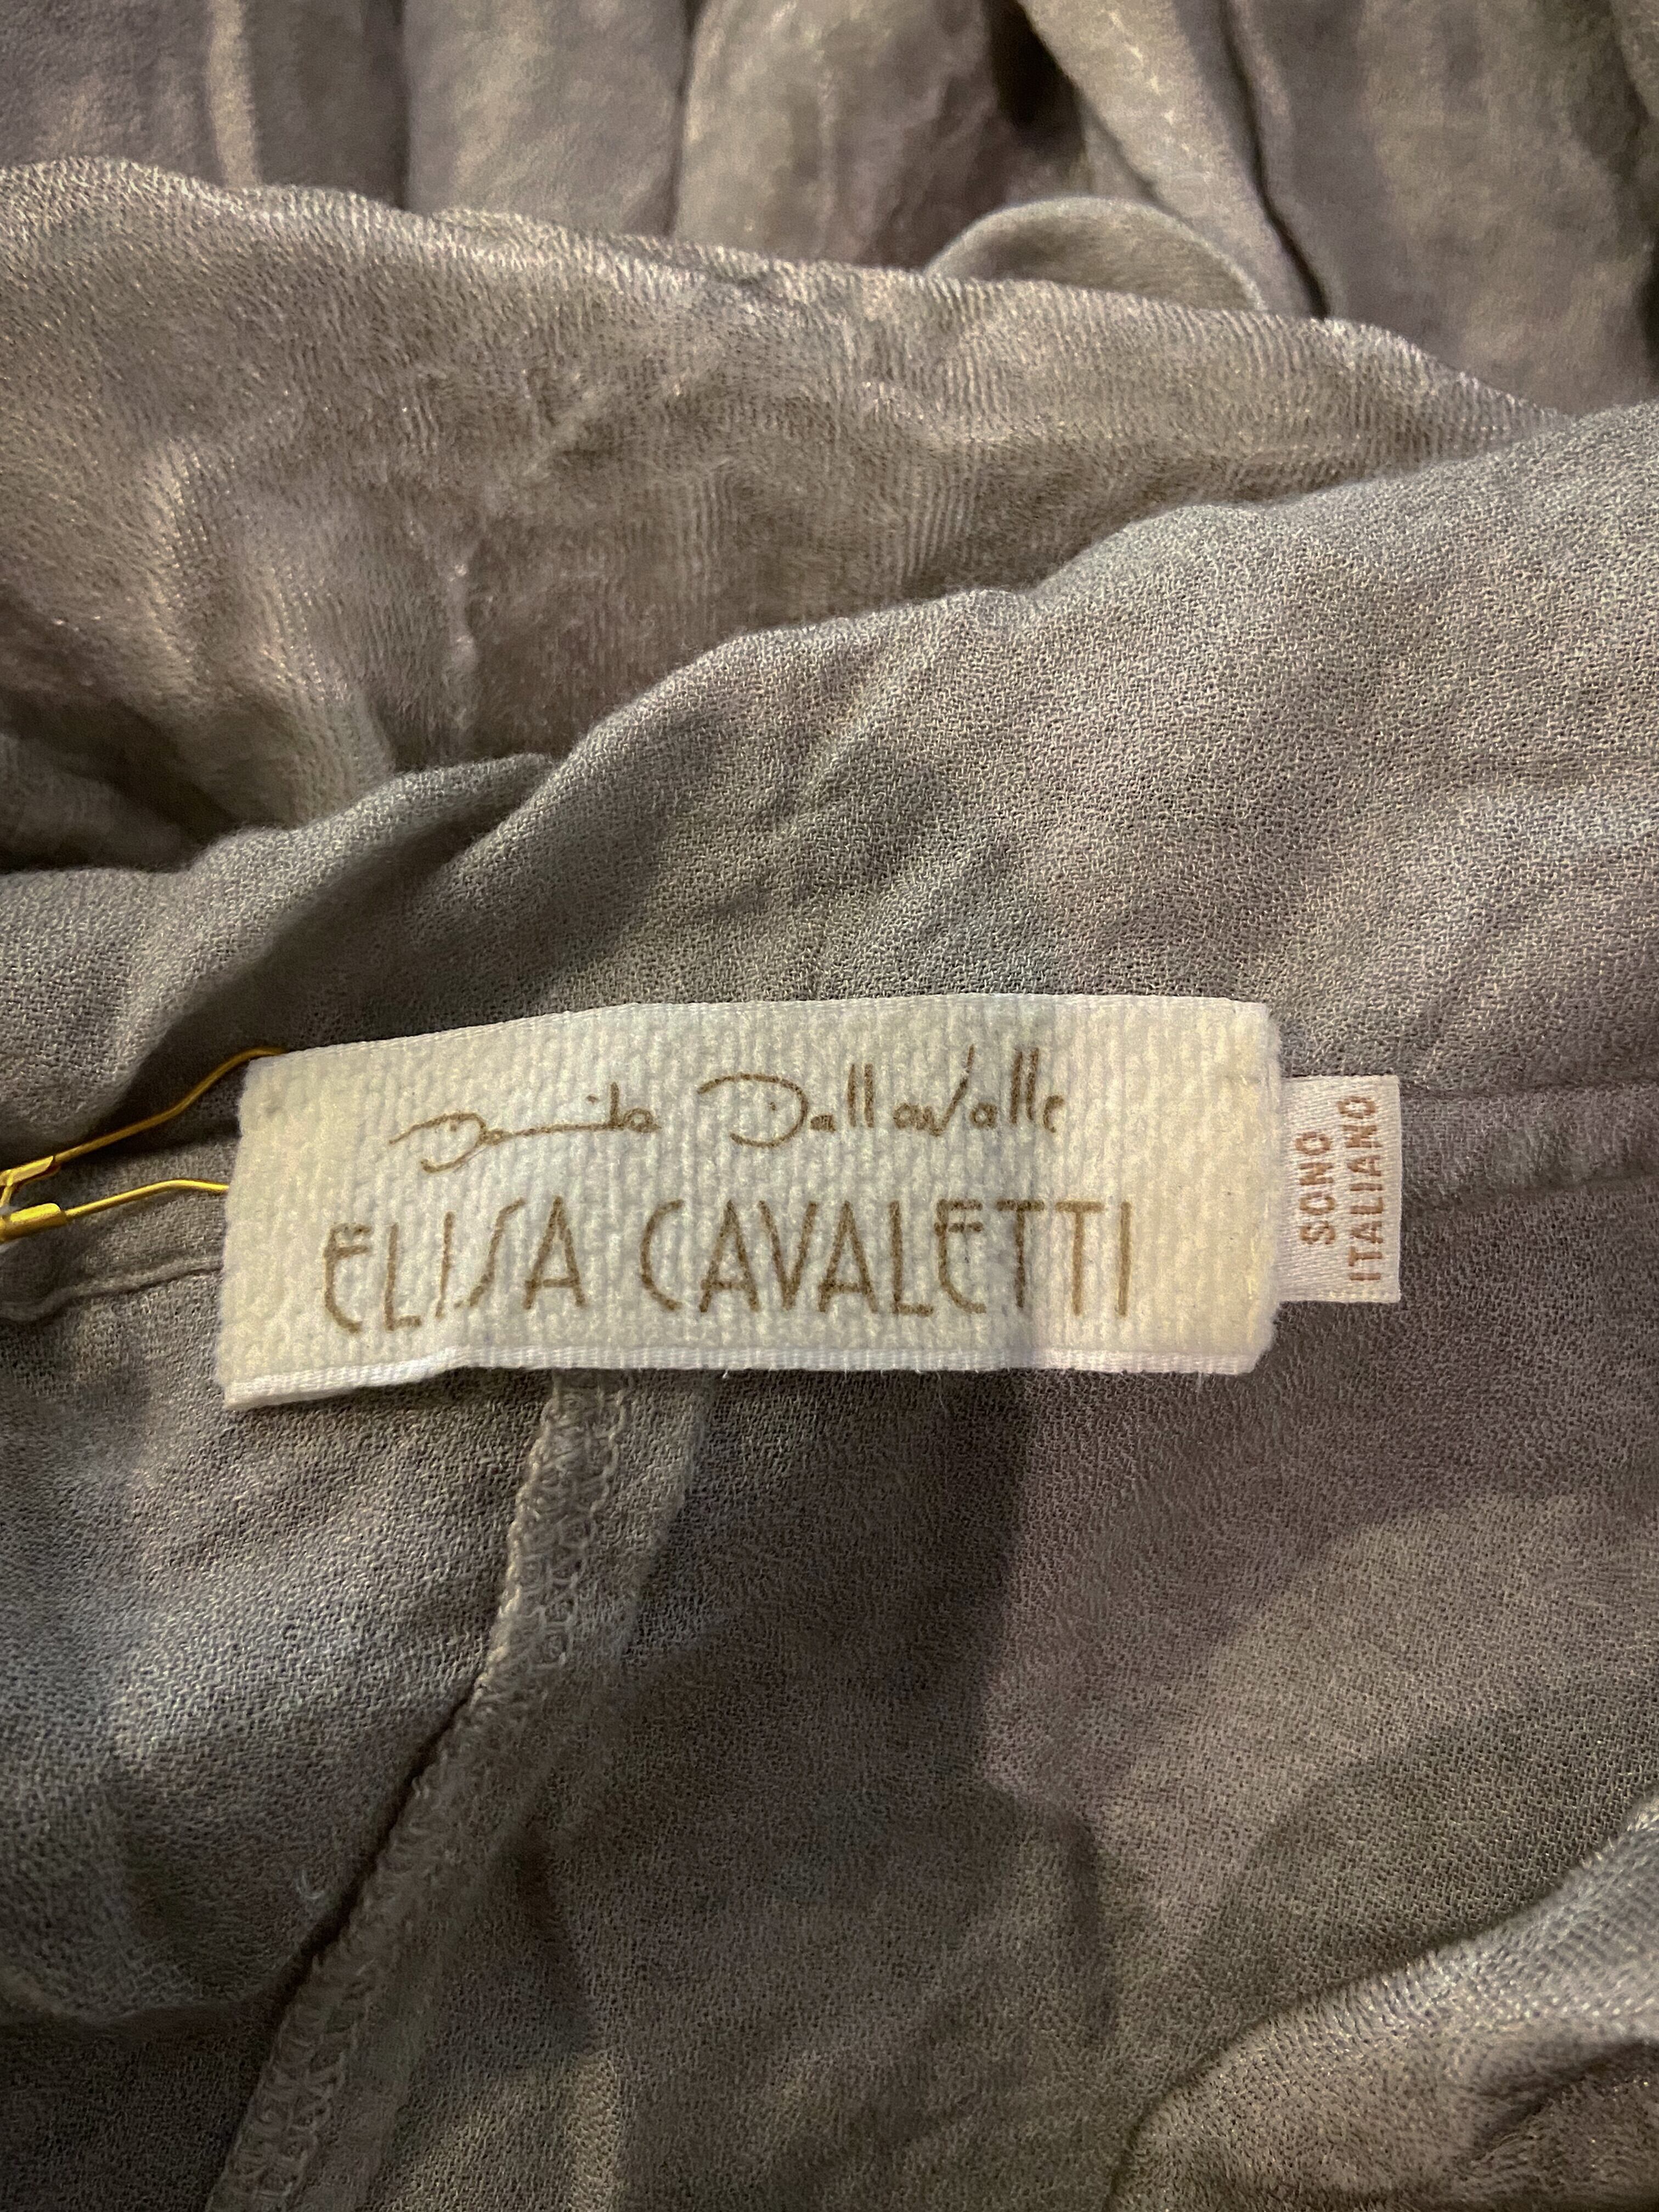 Daniela Dallavalle
ELISA CAVALETTI
SONO
ITALIANO